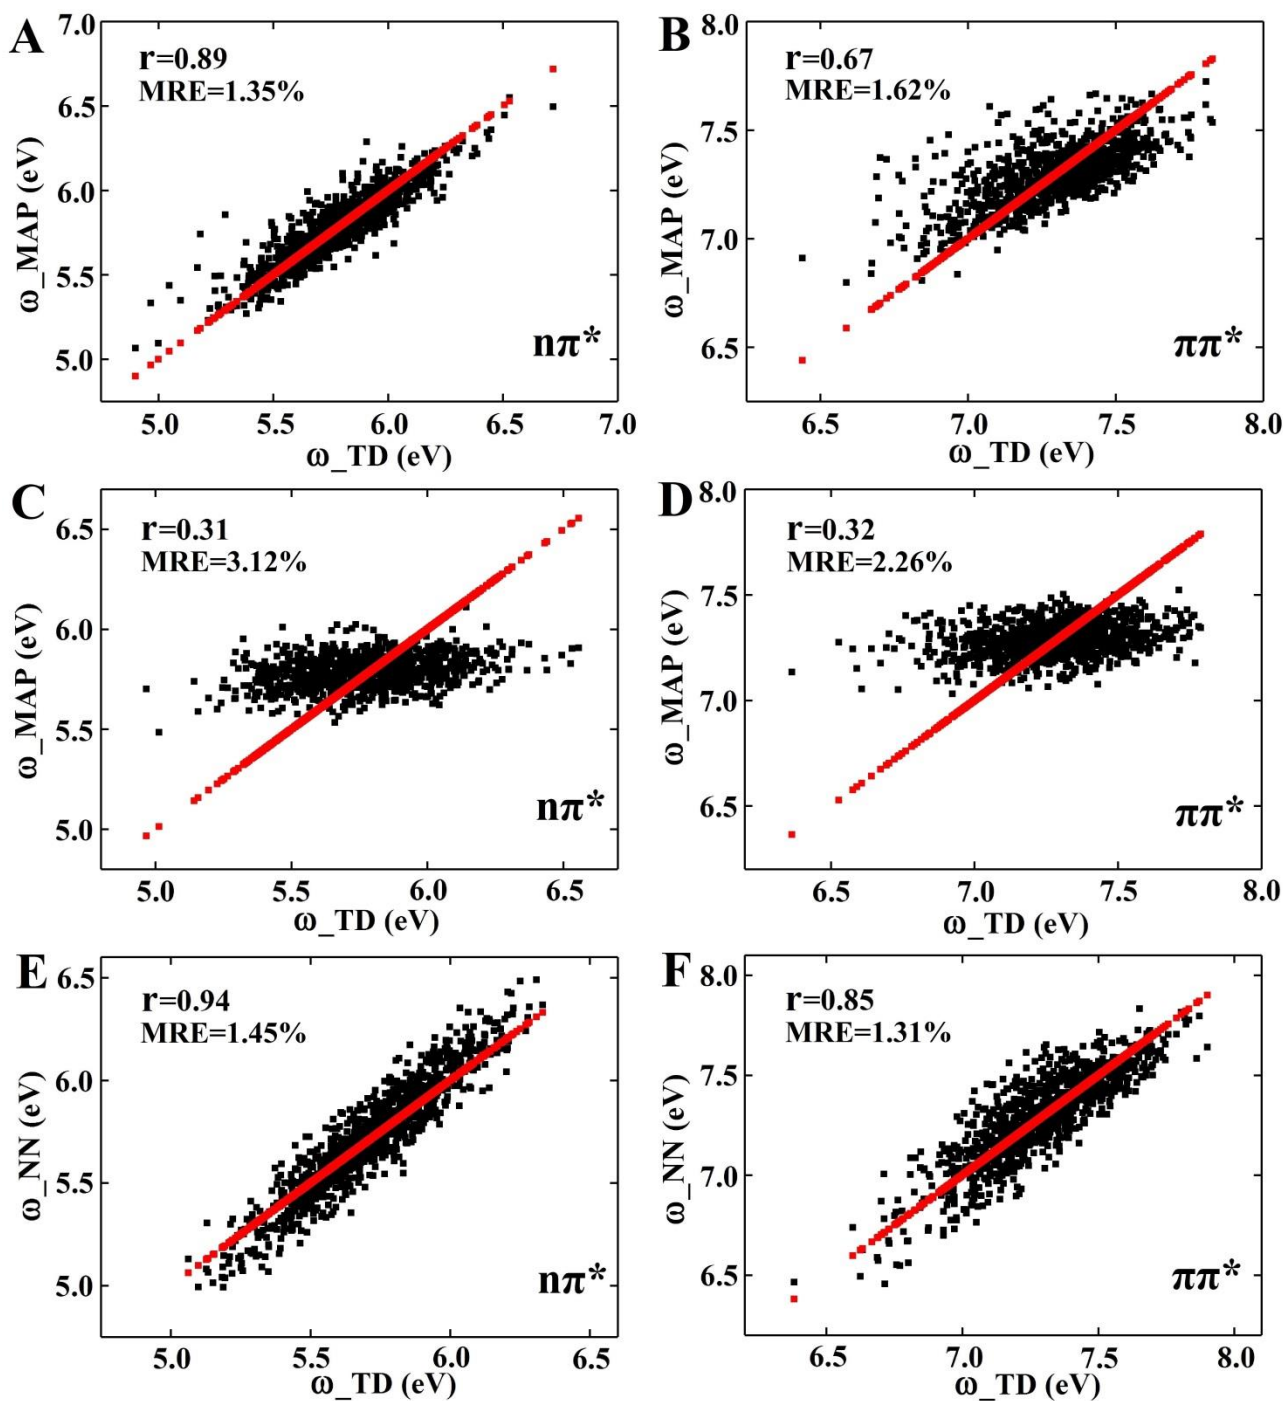 A
7.0
6.5
6.0
5.5
5.0
ω_MAP (eV)
r=0.89
MRE=1.35%
nπ*
5.0 5.5 6.0 6.5 7.0
ω_TD (eV)
B
8.0
7.5
7.0
6.5
ω_MAP (eV)
r=0.67
MRE=1.62%
ππ*
6.5 7.0 7.5 8.0
ω_TD (eV)
C
6.5
6.0
5.5
5.0
ω_MAP (eV)
r=0.31
MRE=3.12%
nπ*
5.0 5.5 6.0 6.5
ω_TD (eV)
D
8.0
7.5
7.0
6.5
ω_MAP (eV)
r=0.32
MRE=2.26%
ππ*
6.5 7.0 7.5 8.0
ω_TD (eV)
E
6.5
6.0
5.5
5.0
ω_NN (eV)
r=0.94
MRE=1.45%
nπ*
5.0 5.5 6.0 6.5
ω_TD (eV)
F
8.0
7.5
7.0
6.5
ω_NN (eV)
r=0.85
MRE=1.31%
ππ*
6.5 7.0 7.5 8.0
ω_TD (eV)